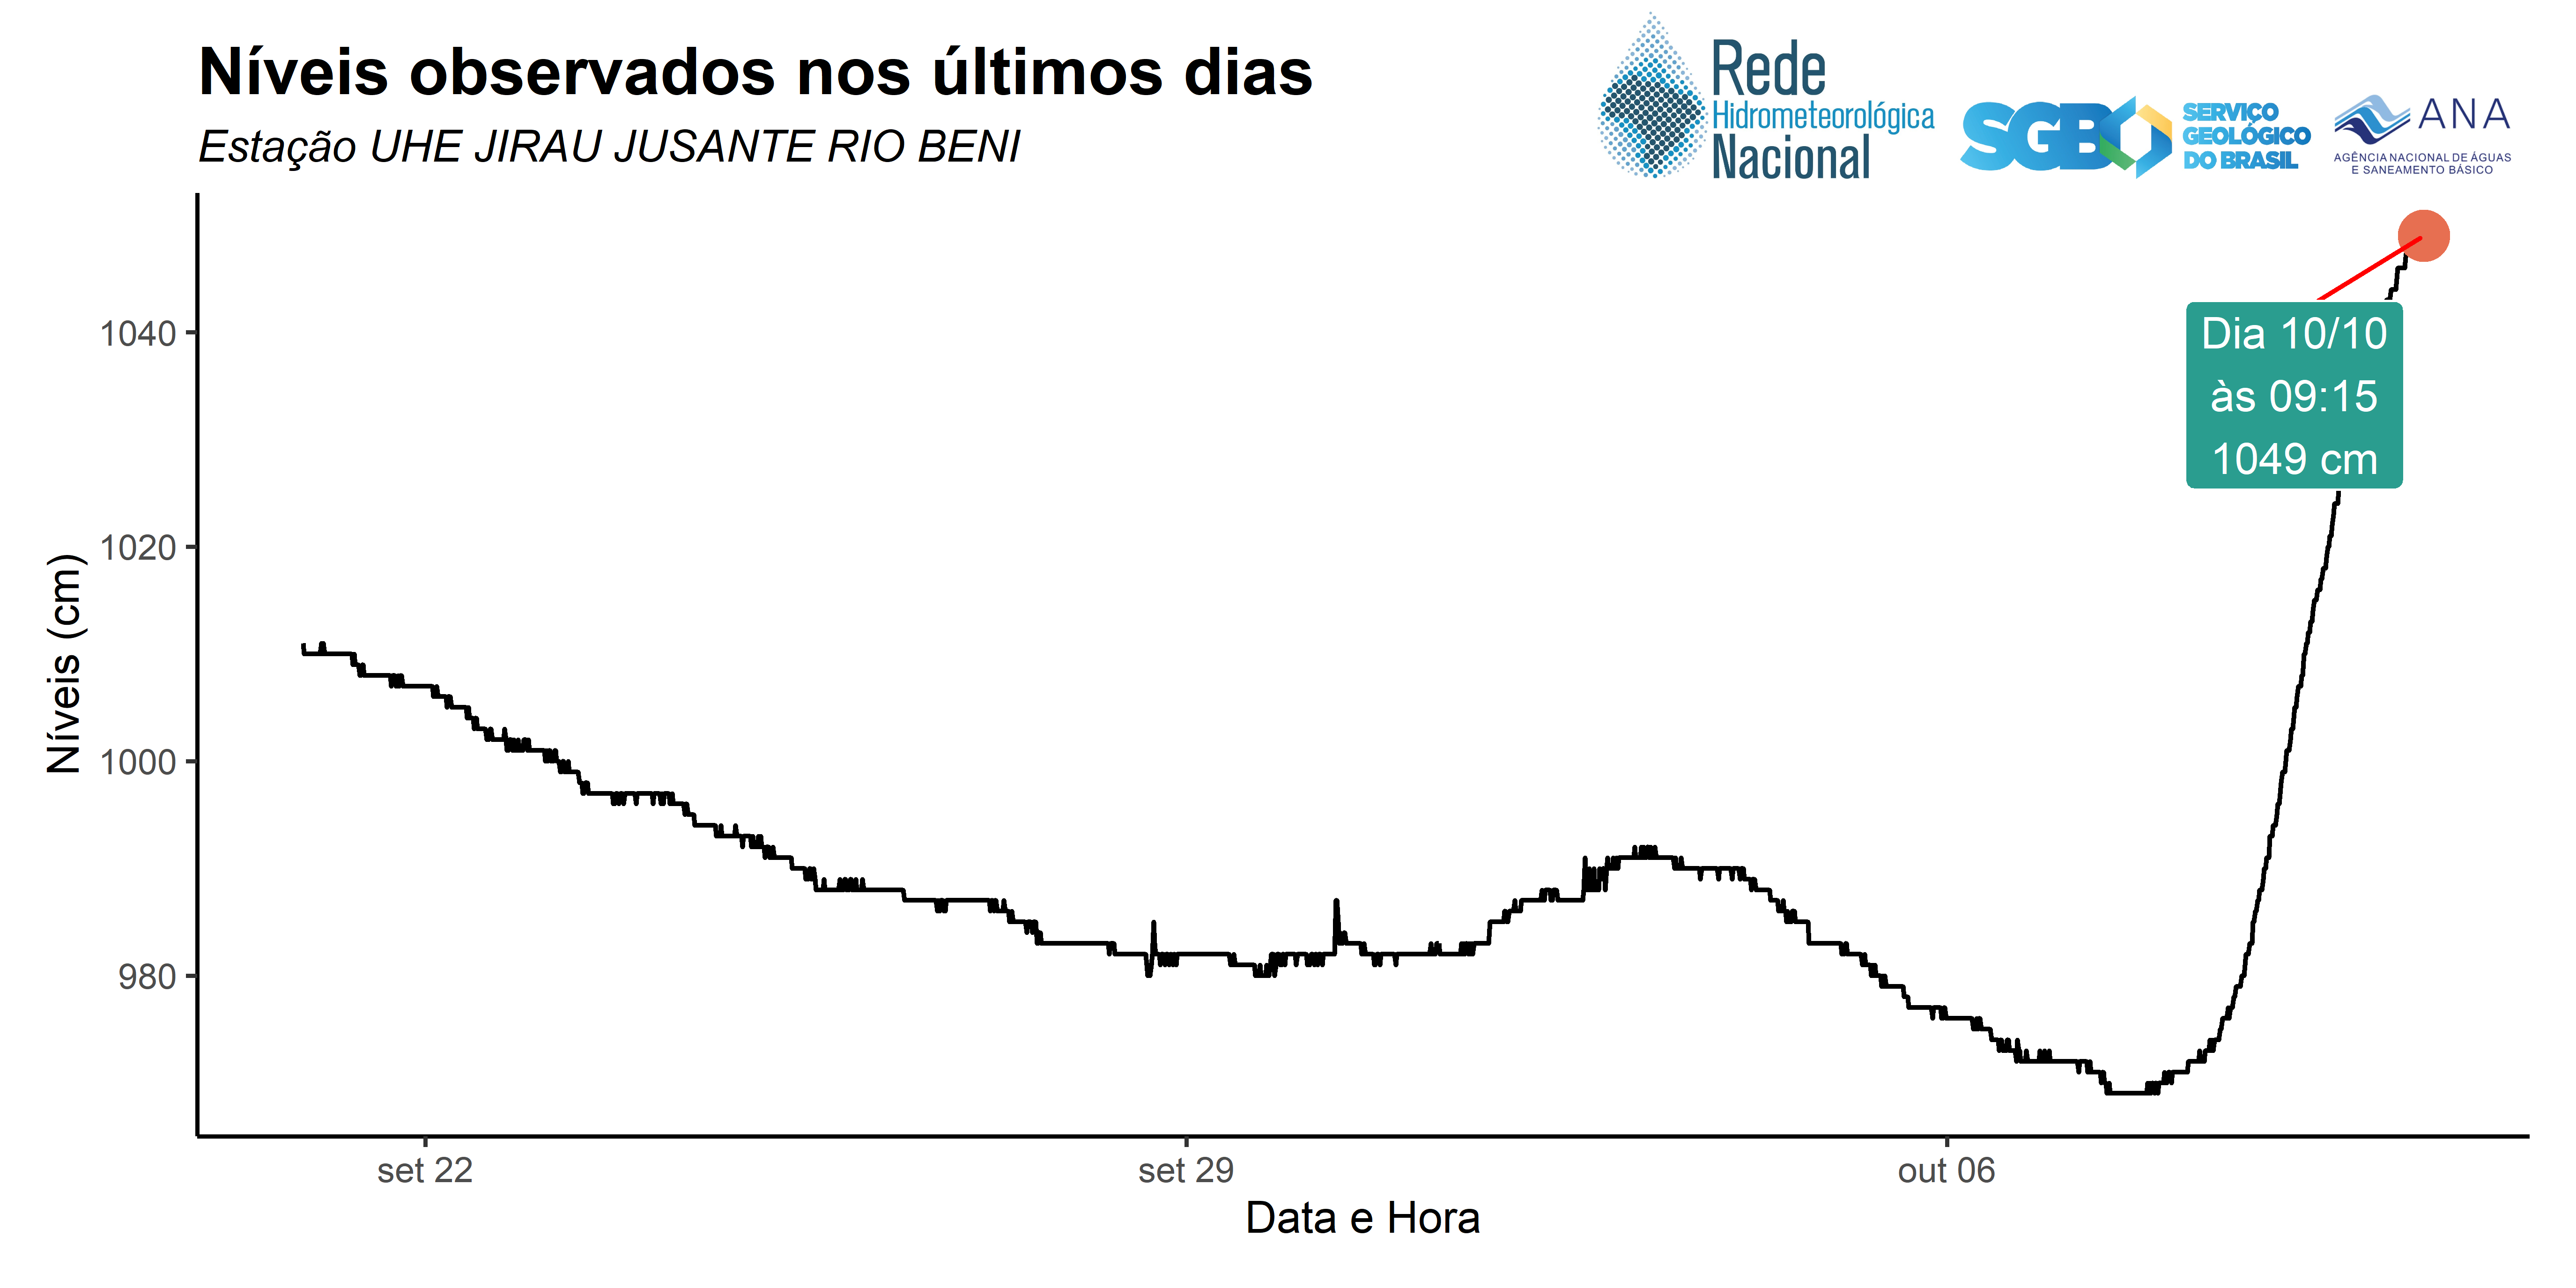 Níveis observados nos últimos dias
Estação UHE JIRAU JUSANTE RIO BENI
Rede
Hidrometeorológica
Nacional
SGB
SERVIÇO
GEOLÓGICO
DO BRASIL
ANA
AGÊNCIA NACIONAL DE ÁGUAS
E SANEAMENTO BÁSICO
Níveis (cm)
1040
1020
1000
980
Dia 10/10
às 09:15
1049 cm
set 22
set 29
out 06
Data e Hora